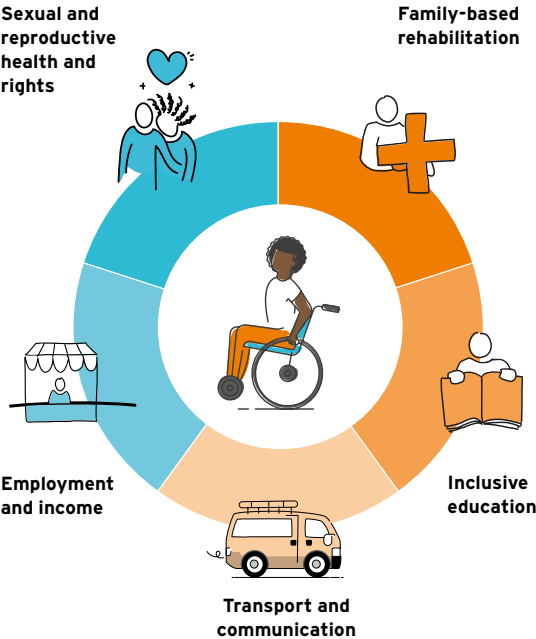 Sexual and
reproductive
health and
rights
Family-based
rehabilitation
Employment
and income
Inclusive
education
Transport and
communication